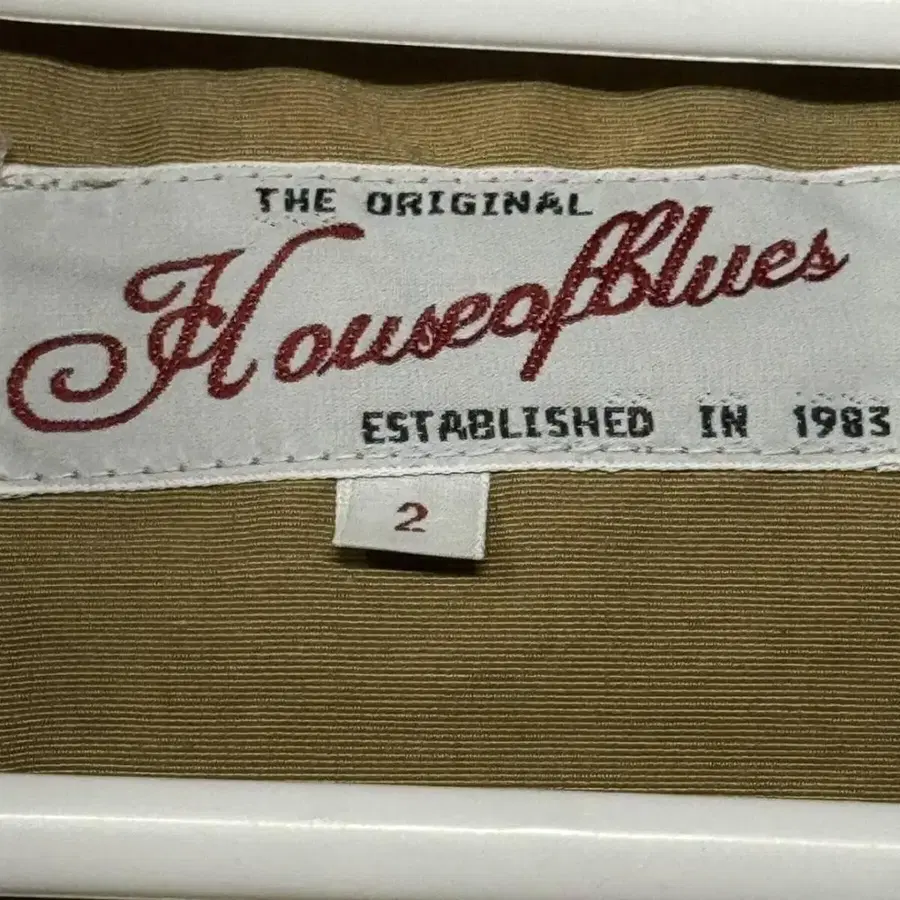 THE ORIGINAL
HouseofBlues
ESTABLISHED IN 1983
2